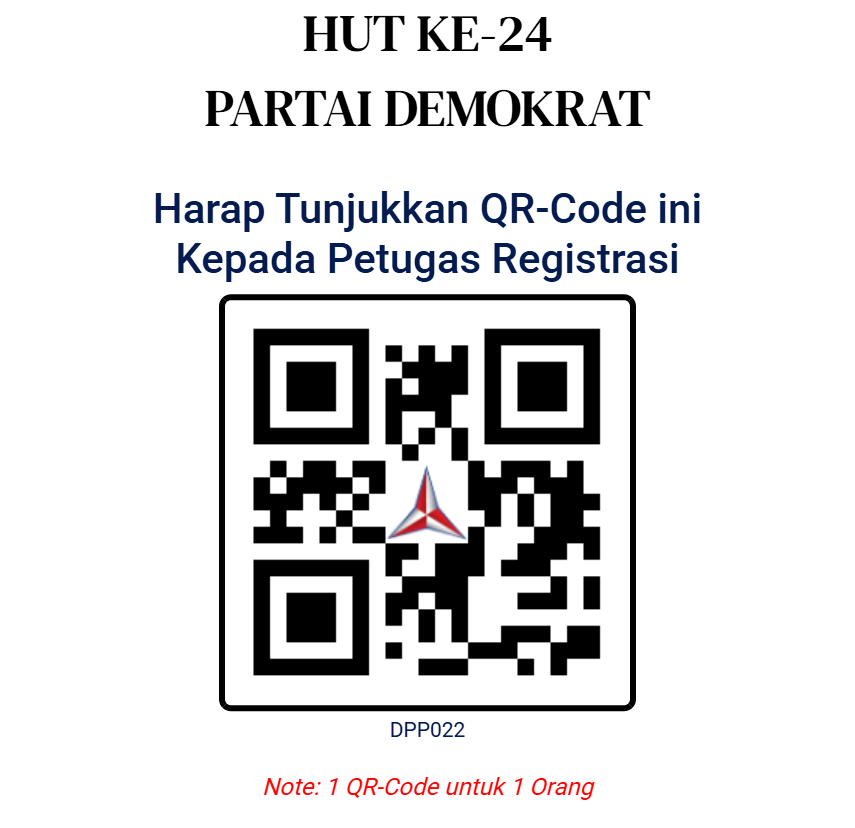 HUT KE-24
PARTAI DEMOKRAT
Harap Tunjukkan QR-Code ini
Kepada Petugas Registrasi
DPP022
Note: 1 QR-Code untuk 1 Orang